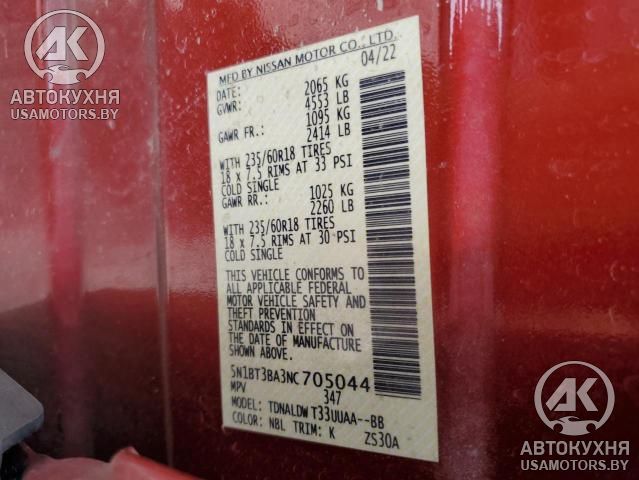 AK
АВТОКУХНЯ
USAMOTORS.BY
MFD BY NISSAN MOTOR CO., LTD.
DATE: 04/22
GVWR: 2065 KG
4553 LB
GAWR FR.: 1095 KG
2414 LB
WITH 235/60R18 TIRES
18 x 7.5 RIMS AT 33 PSI
COLD SINGLE
GAWR RR.: 1025 KG
2260 LB
WITH 235/60R18 TIRES
18 x 7.5 RIMS AT 30 PSI
COLD SINGLE
THIS VEHICLE CONFORMS TO
ALL APPLICABLE FEDERAL
MOTOR VEHICLE SAFETY AND
THEFT PREVENTION
STANDARDS IN EFFECT ON
THE DATE OF MANUFACTURE
SHOWN ABOVE.
5N1BT3BA3NC705044
MPV 347
MODEL: TDNALDW T33UUAA--BB
COLOR: NBL TRIM: K ZS30A
AK
АВТОКУХНЯ
USAMOTORS.BY